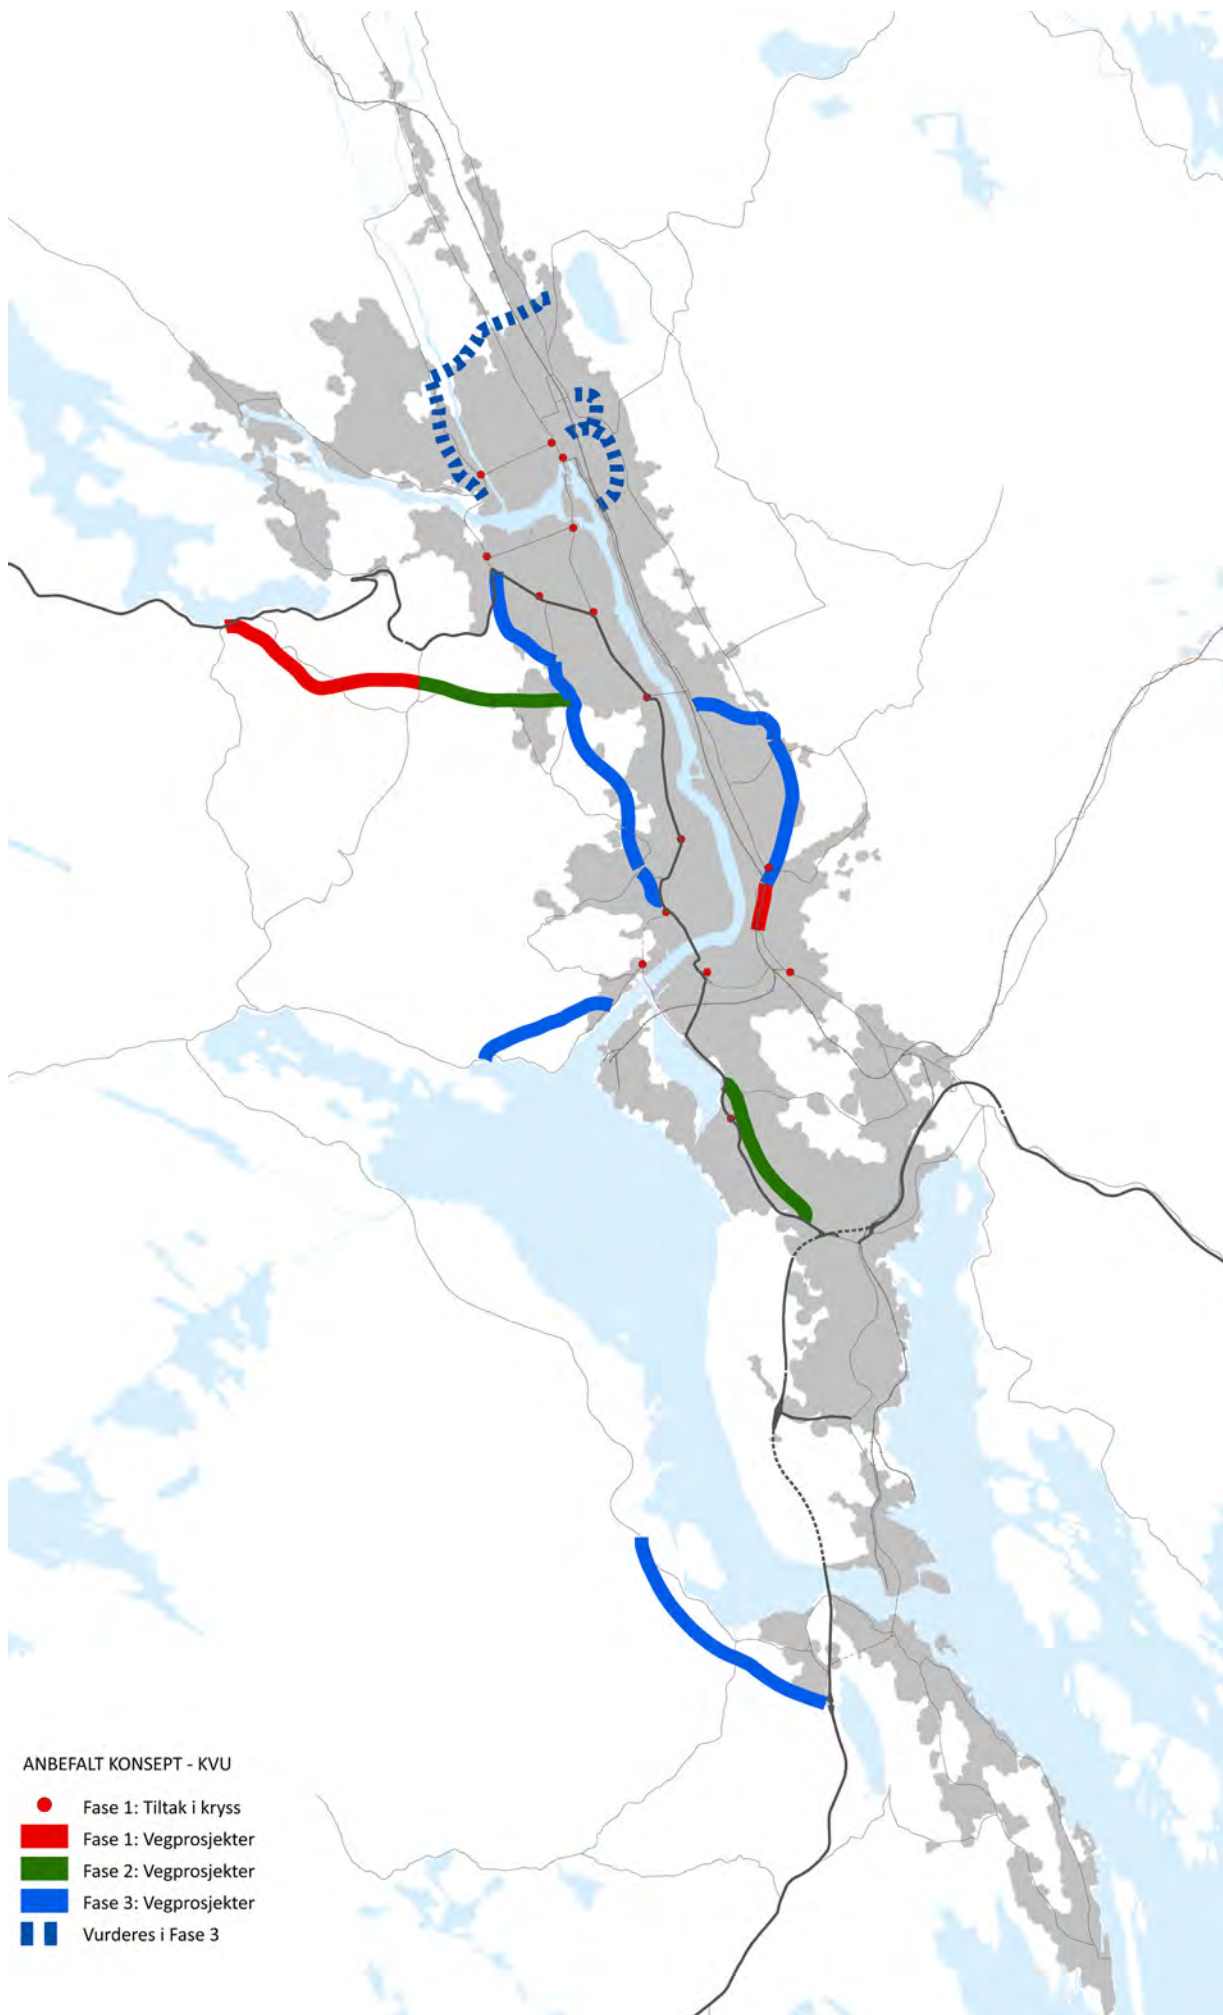 ANBEFALT KONSEPT - KVU
Fase 1: Tiltak i kryss
Fase 1: Vegprosjekter
Fase 2: Vegprosjekter
Fase 3: Vegprosjekter
Vurderes i Fase 3